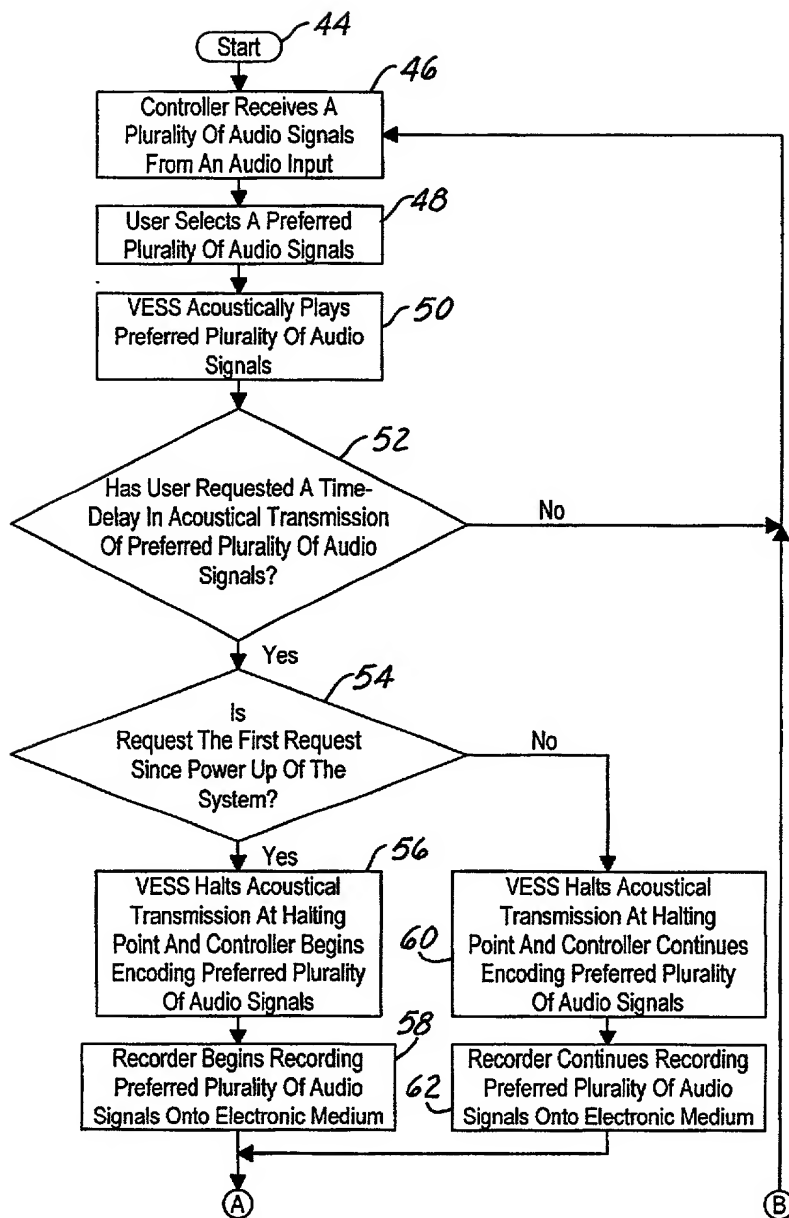 Start
44
46
Controller Receives A
Plurality Of Audio Signals
From An Audio Input
48
User Selects A Preferred
Plurality Of Audio Signals
50
VESS Acoustically Plays
Preferred Plurality Of Audio
Signals
52
Has User Requested A Time-
Delay In Acoustical Transmission
Of Preferred Plurality Of Audio
Signals?
No
Yes
54
Is
Request The First Request
Since Power Up Of The
System?
No
Yes
56
VESS Halts Acoustical
Transmission At Halting
Point And Controller Begins
Encoding Preferred Plurality
Of Audio Signals
60
VESS Halts Acoustical
Transmission At Halting
Point And Controller Continues
Encoding Preferred Plurality
Of Audio Signals
58
Recorder Begins Recording
Preferred Plurality Of Audio
Signals Onto Electronic Medium
62
Recorder Continues Recording
Preferred Plurality Of Audio
Signals Onto Electronic Medium
A
B